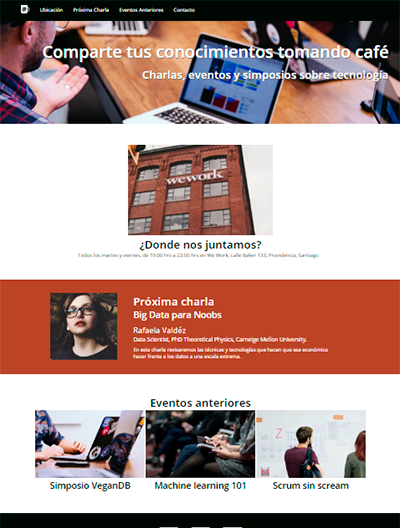 Ubicación Próxima Charla Eventos Anteriores Contacto
Comparte tus conocimientos tomando café
Charlas, eventos y simposios sobre tecnología
wework
¿Donde nos juntamos?
Todos los martes y viernes, de 19:00 hrs a 22:00 hrs en We Work, calle Baker 133, Providencia, Santiago
Próxima charla
Big Data para Noobs
Rafaela Valdéz
Data Scientist, PhD Theoretical Physics, Carneige Mellon University.
En esta charla revisaremos las técnicas y tecnologías que hacen que sea económico
hacer frente a los datos a una escala extrema.
Eventos anteriores
Simposio VeganDB Machine learning 101 Scrum sin scream